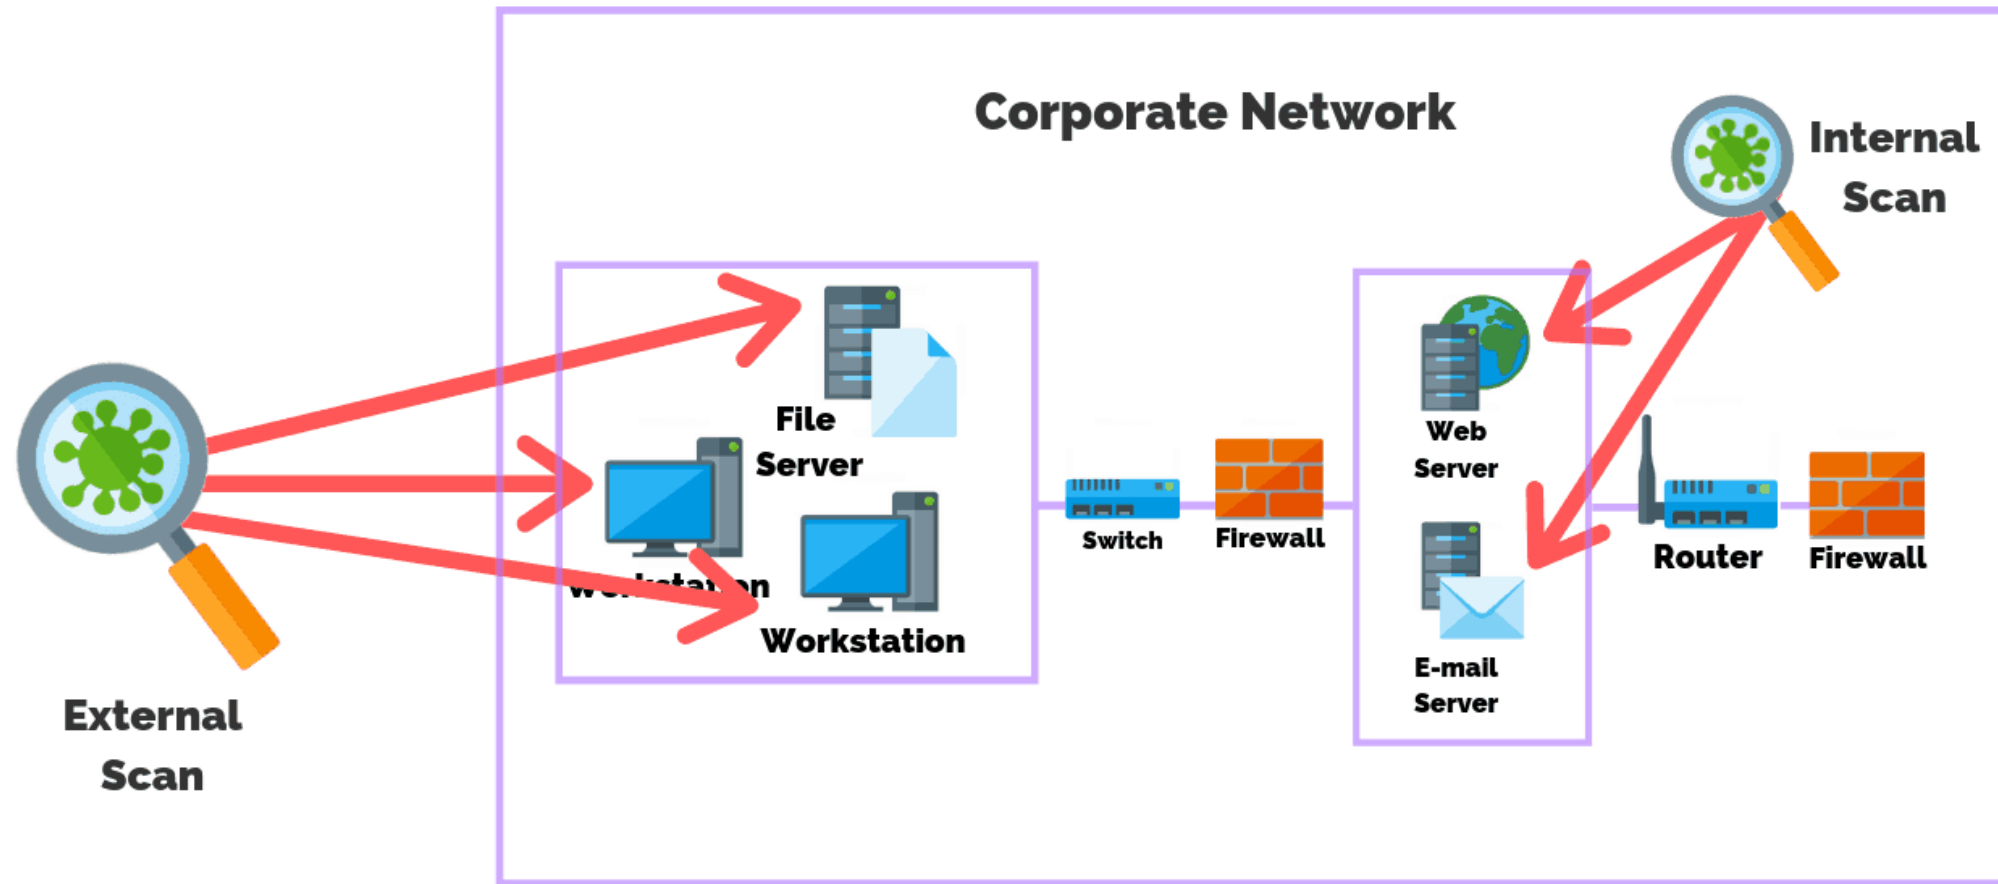 Corporate Network
Internal
Scan
File
Server
Workstation
Web
Server
Switch
Firewall
Router
Firewall
E-mail
Server
External
Scan